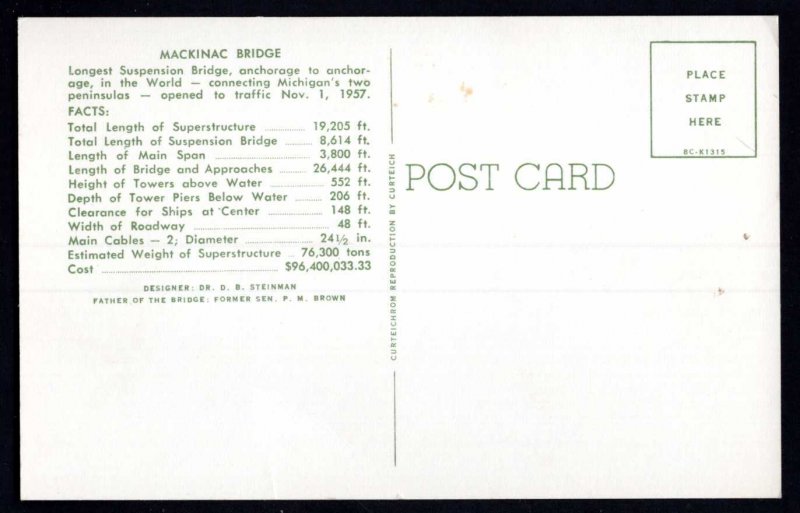 MACKINAC BRIDGE
Longest Suspension Bridge, anchorage to anchor-
age, in the World — connecting Michigan's two
peninsulas — opened to traffic Nov. 1, 1957.
FACTS:
Total Length of Superstructure .......... 19,205 ft.
Total Length of Suspension Bridge ....... 8,614 ft.
Length of Main Span .......... 3,800 ft.
Length of Bridge and Approaches ....... 26,444 ft.
Height of Towers above Water .......... 552 ft.
Depth of Tower Piers Below Water ....... 206 ft.
Clearance for Ships at Center .......... 148 ft.
Width of Roadway .......... 48 ft.
Main Cables — 2; Diameter .......... 24½ in.
Estimated Weight of Superstructure .. 76,300 tons
Cost .......... $96,400,033.33
DESIGNER: DR. D. B. STEINMAN
FATHER OF THE BRIDGE: FORMER SEN. P. M. BROWN
CURTEICHROM REPRODUCTION BY CURTEICH
POST CARD
PLACE
STAMP
HERE
BC-K1315